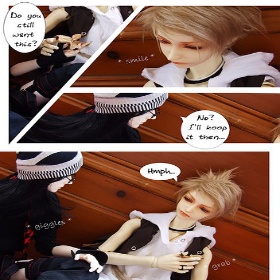 Do you
still
want
this?
* smile *
No?
I'll keep
it then...
Hmph..
* giggles *
* grab *